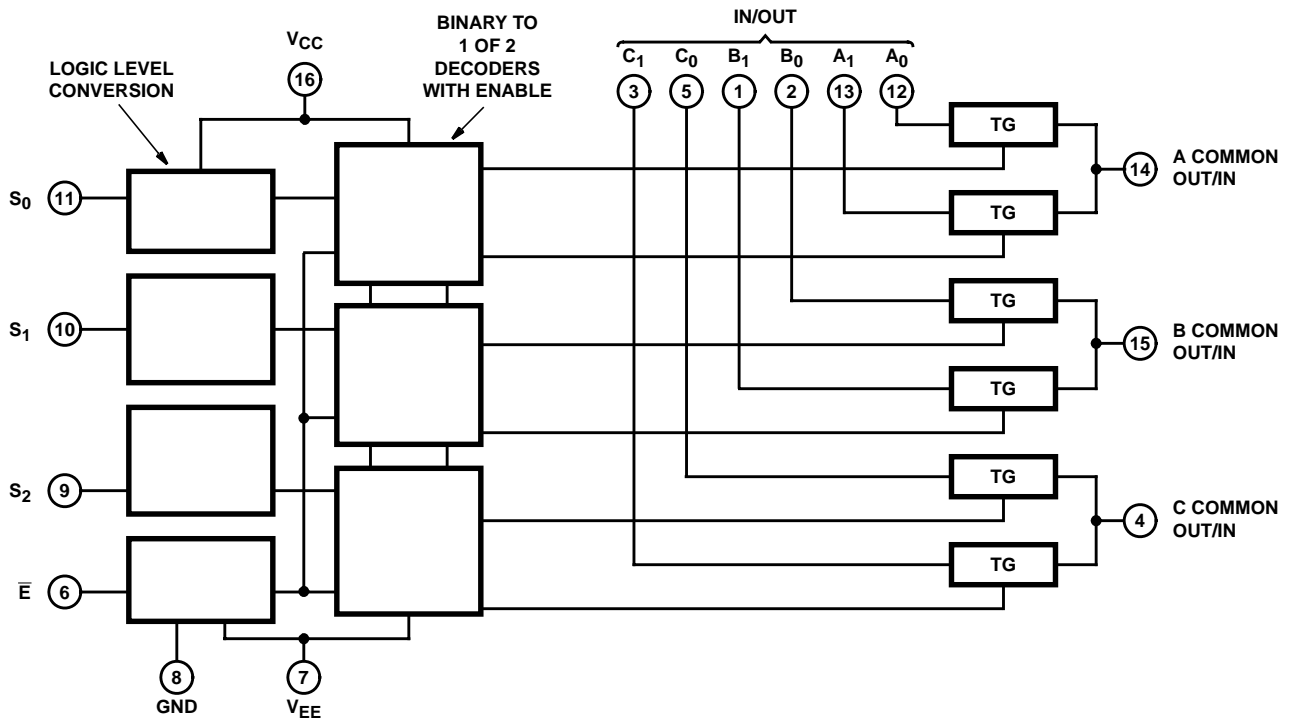 IN/OUT
BINARY TO
1 OF 2
DECODERS
WITH ENABLE
VCC
LOGIC LEVEL
CONVERSION
16
C1 C0 B1 B0 A1 A0
3 5 1 2 13 12
TG
A COMMON
OUT/IN
14
S0 11
TG
TG
S1 10
B COMMON
OUT/IN
15
TG
TG
S2 9
C COMMON
OUT/IN
4
TG
E̅ 6
8
GND
7
VEE